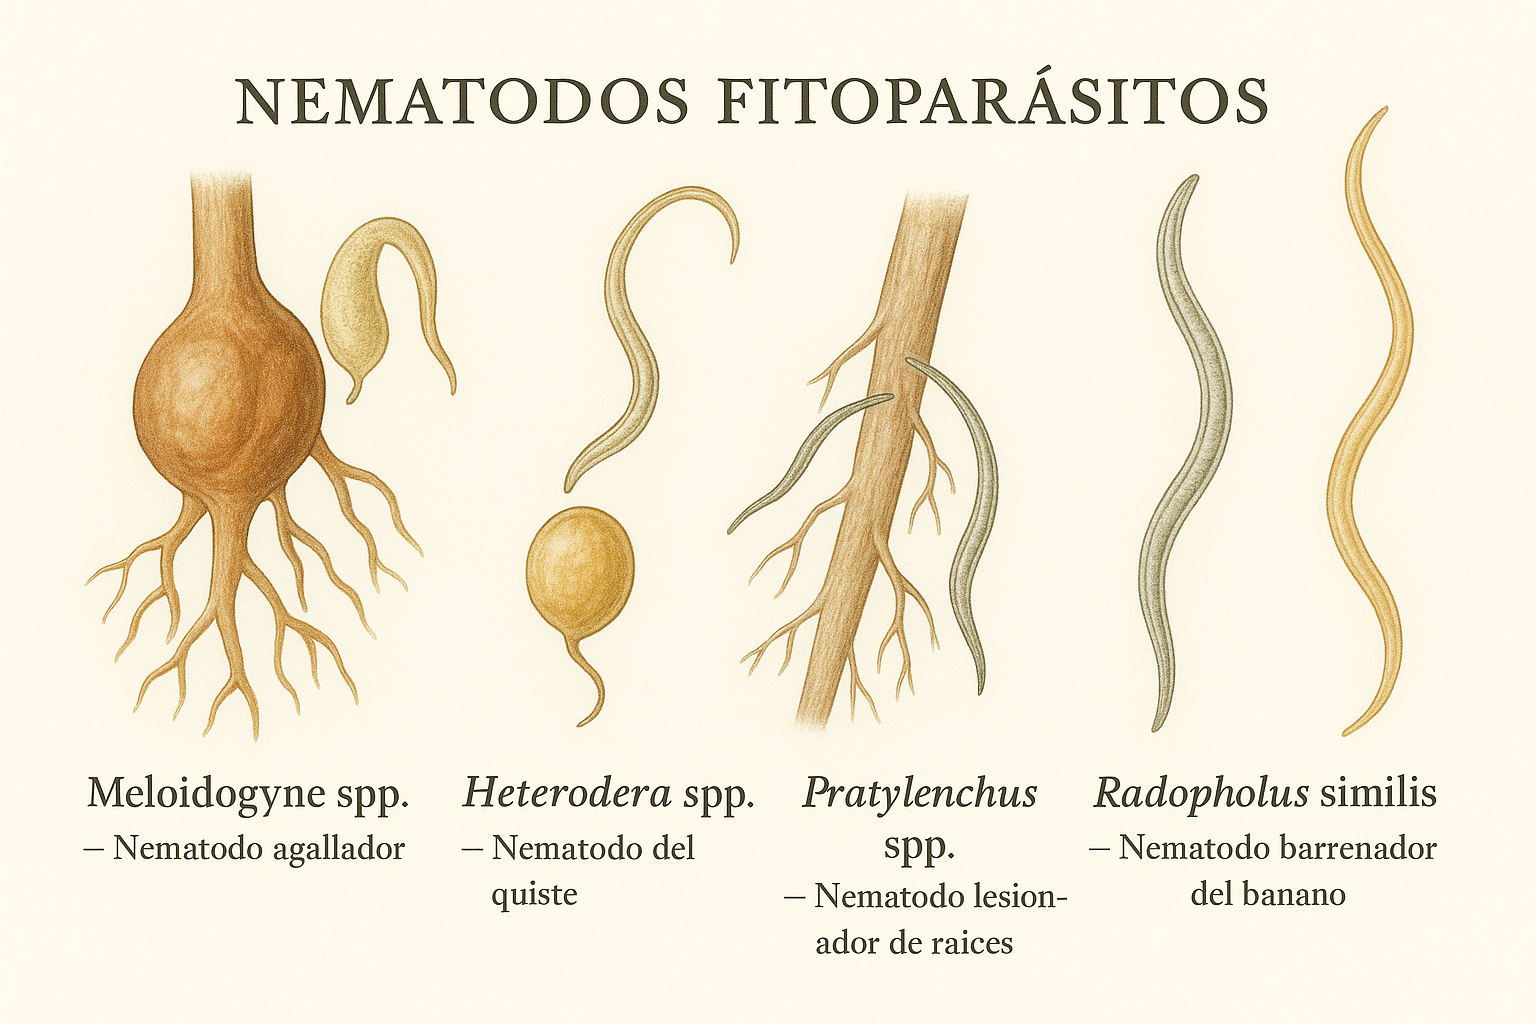 NEMATODOS FITOPARÁSITOS
Meloidogyne spp.
– Nematodo agallador
Heterodera spp.
– Nematodo del
quiste
Pratylenchus
spp.
– Nematodo lesion-
ador de raices
Radopholus similis
– Nematodo barrenador
del banano